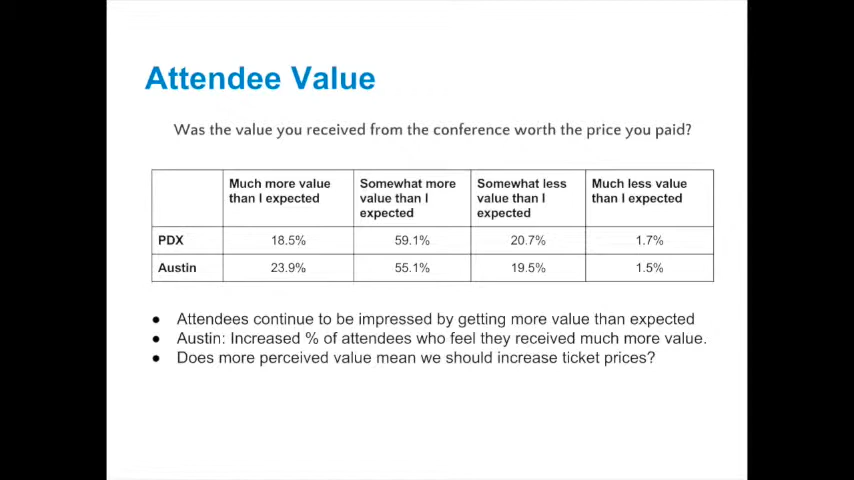 Attendee Value
Was the value you received from the conference worth the price you paid?
Much more value than I expected Somewhat more value than I expected Somewhat less value than I expected Much less value than I expected
PDX 18.5% 59.1% 20.7% 1.7%
Austin 23.9% 55.1% 19.5% 1.5%
● Attendees continue to be impressed by getting more value than expected
● Austin: Increased % of attendees who feel they received much more value.
● Does more perceived value mean we should increase ticket prices?